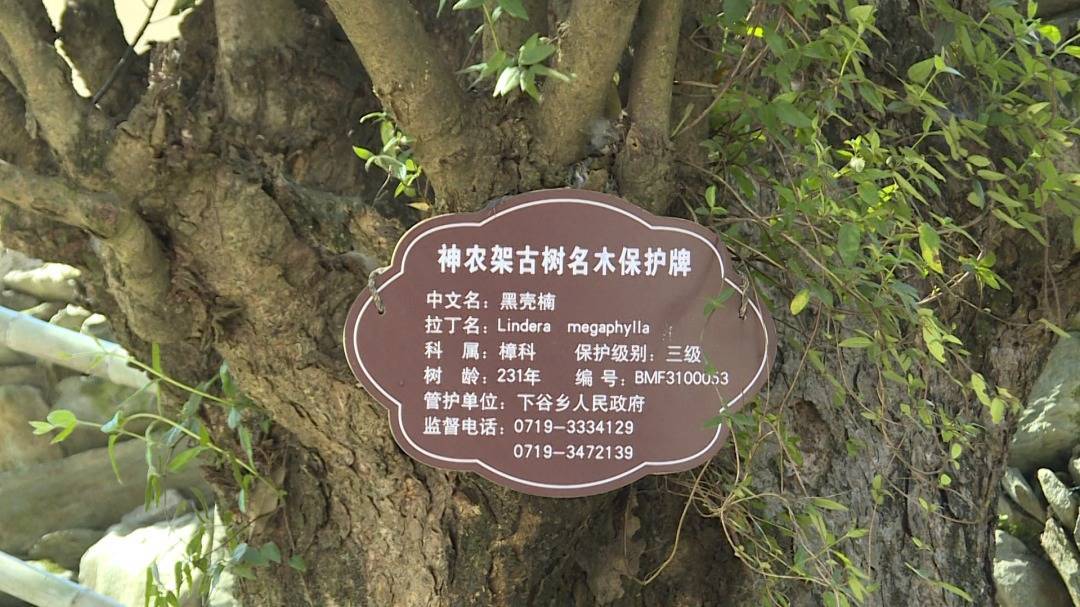 神农架古树名木保护牌
中文名：黑壳楠
拉丁名：Lindera megaphylla
科 属：樟科 保护级别：三级
树 龄：231年 编 号：BMF3100053
管护单位：下谷乡人民政府
监督电话：0719-3334129
0719-3472139